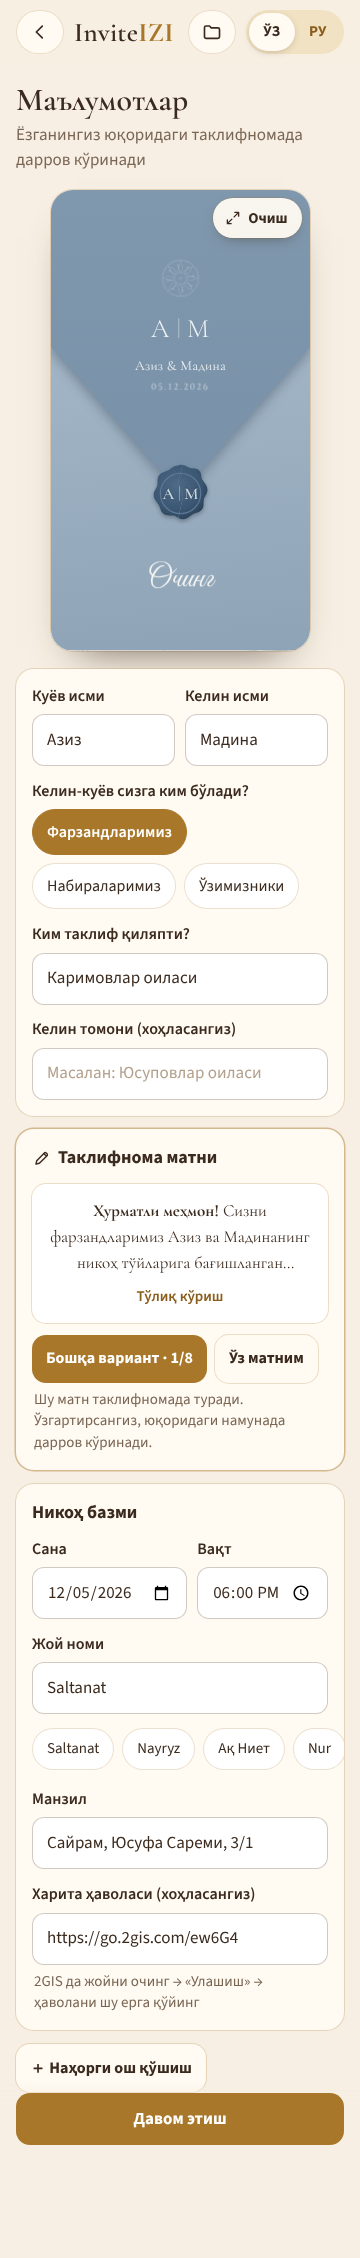 InviteIZI
ЎЗ
РУ
Маълумотлар
Ёзганингиз юқоридаги таклифномада
дарров кўринади
Очиш
A | M
Азиз & Мадина
05.12.2026
A | M
Очинг
Куёв исми
Келин исми
Азиз
Мадина
Келин-куёв сизга ким бўлади?
Фарзандларимиз
Набираларимиз
Ўзимизники
Ким таклиф қиляпти?
Каримовлар оиласи
Келин томони (хоҳласангиз)
Масалан: Юсуповлар оиласи
Таклифнома матни
Ҳурматли меҳмон! Сизни
фарзандларимиз Азиз ва Мадинанинг
никоҳ тўйларига бағишланган...
Тўлиқ кўриш
Бошқа вариант · 1/8
Ўз матним
Шу матн таклифномада туради.
Ўзгартирсангиз, юқоридаги намунада
дарров кўринади.
Никоҳ базми
Сана
Вақт
12/05/2026
06:00 PM
Жой номи
Saltanat
Saltanat
Nayryz
Ақ Ниет
Nur
Манзил
Сайрам, Юсуфа Сареми, 3/1
Харита ҳаволаси (хоҳласангиз)
https://go.2gis.com/ew6G4
2GIS да жойни очинг → «Улашиш» →
ҳаволани шу ерга қўйинг
+ Наҳорги ош қўшиш
Давом этиш